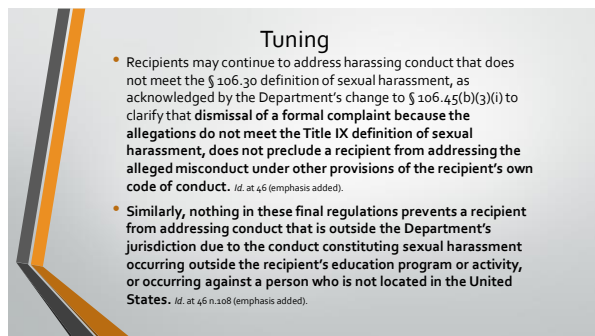 Tuning
• Recipients may continue to address harassing conduct that does
not meet the § 106.30 definition of sexual harassment, as
acknowledged by the Department's change to § 106.45(b)(3)(i) to
clarify that dismissal of a formal complaint because the
allegations do not meet the Title IX definition of sexual
harassment, does not preclude a recipient from addressing the
alleged misconduct under other provisions of the recipient's own
code of conduct. Id. at 46 (emphasis added).
• Similarly, nothing in these final regulations prevents a recipient
from addressing conduct that is outside the Department's
jurisdiction due to the conduct constituting sexual harassment
occurring outside the recipient's education program or activity,
or occurring against a person who is not located in the United
States. Id. at 46 n.108 (emphasis added).